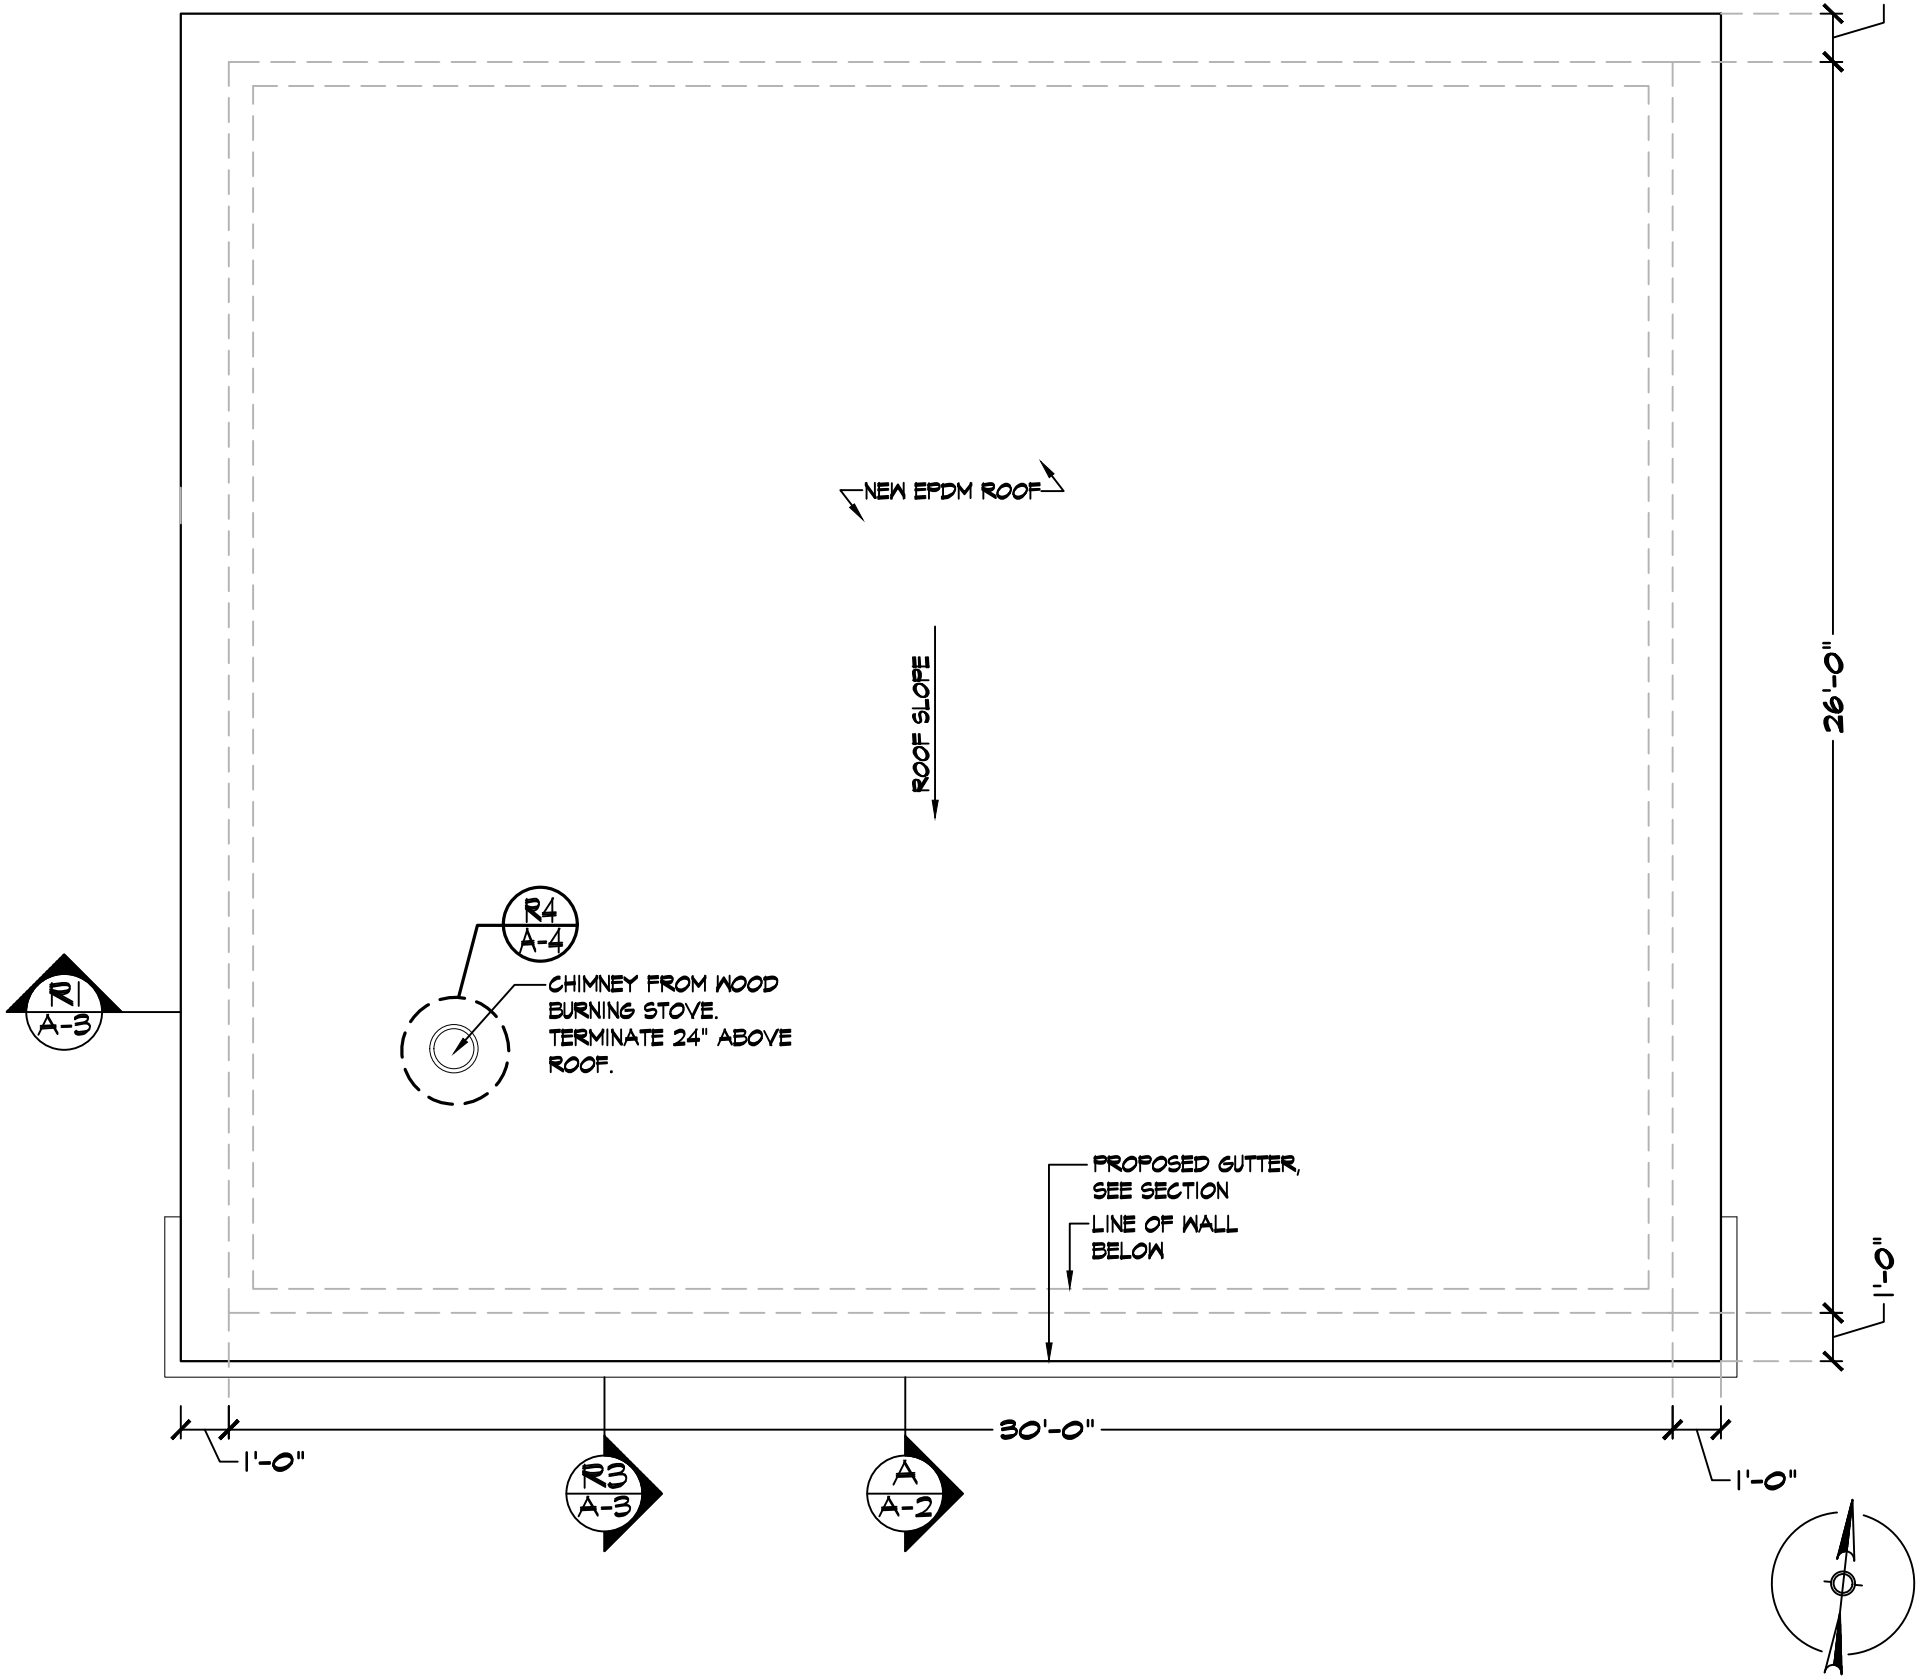 NEW EPDM ROOF
ROOF SLOPE
26'-0"
R4
A-4
CHIMNEY FROM WOOD
BURNING STOVE.
TERMINATE 24" ABOVE
ROOF.
R1
A-3
PROPOSED GUTTER,
SEE SECTION
LINE OF WALL
BELOW
1'-0"
30'-0"
1'-0"
R3
A-3
A
A-2
1'-0"